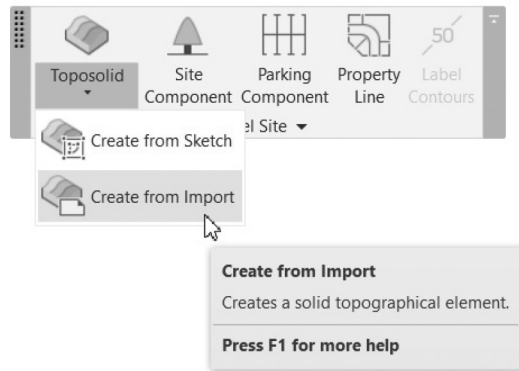 50
Toposolid
Site Component
Parking Component
Property Line
Label Contours
el Site
Create from Sketch
Create from Import
Create from Import
Creates a solid topographical element.
Press F1 for more help